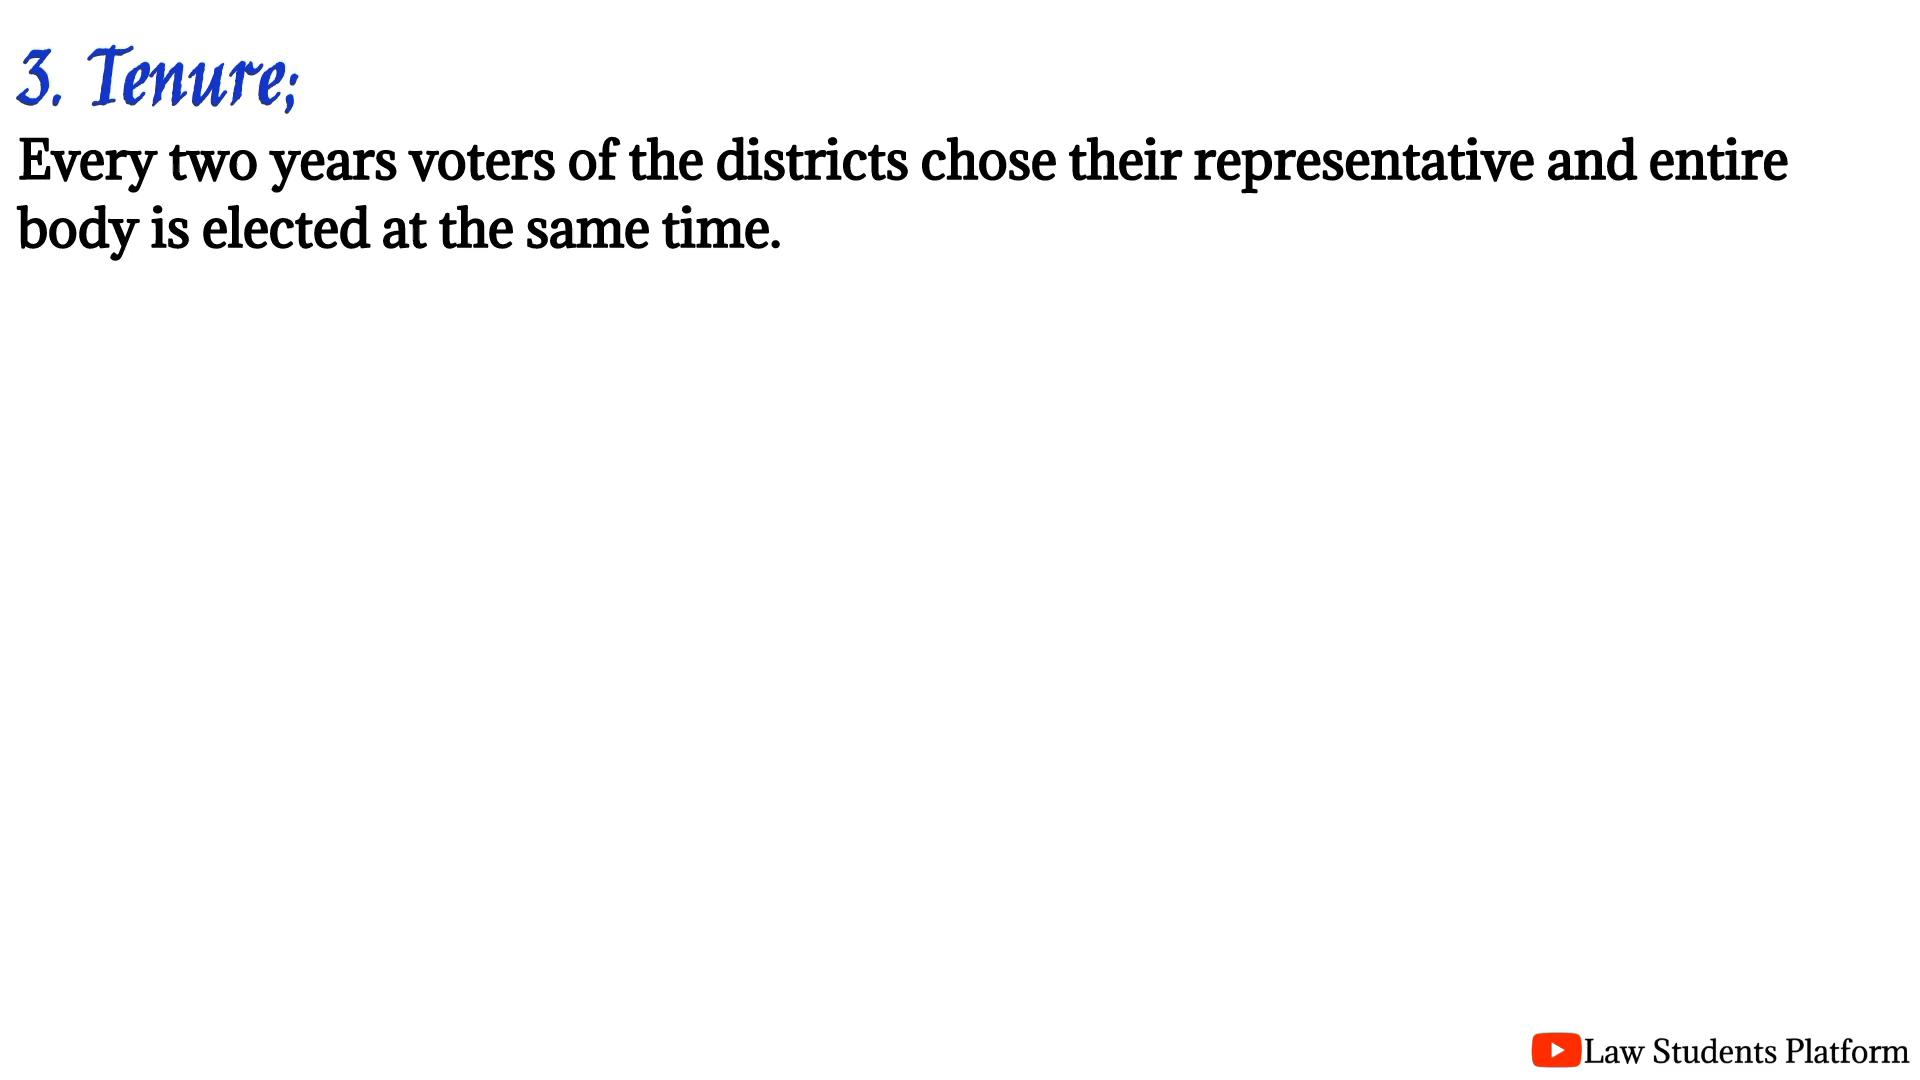 3. Tenure;
Every two years voters of the districts chose their representative and entire
body is elected at the same time.
Law Students Platform